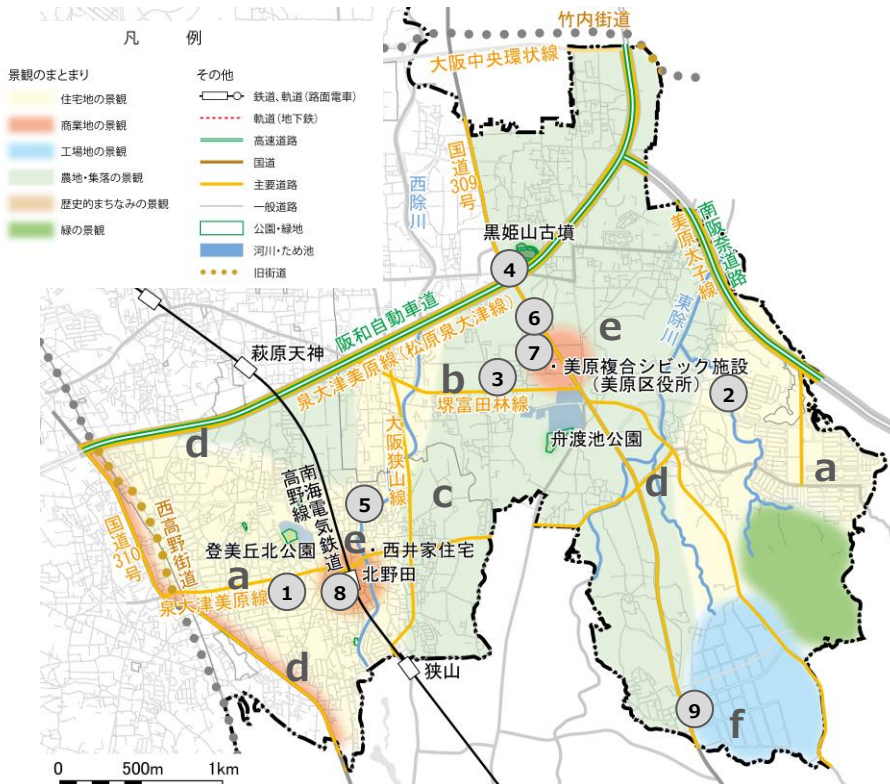 凡　例
景観のまとまり
住宅地の景観
商業地の景観
工場地の景観
農地・集落の景観
歴史的まちなみの景観
緑の景観
その他
鉄道、軌道(路面電車)
軌道(地下鉄)
高速道路
国道
主要道路
一般道路
公園・緑地
河川・ため池
旧街道
竹内街道
大阪中央環状線
国道309号
西除川
黒姫山古墳
4
南阪奈道路
美原太子線
東除川
阪和自動車道
泉大津美原線(松原泉大津線)
萩原天神
6
e
7
・美原複合シビック施設
(美原区役所)
b
3
堺富田林線
2
舟渡池公園
大阪狭山線
d
a
c
d
南海電気鉄道
高野線
5
国道310号
西高野街道
登美丘北公園
e
・西井家住宅
北野田
a
泉大津美原線
1
8
狭山
d
9
f
0
500m
1km